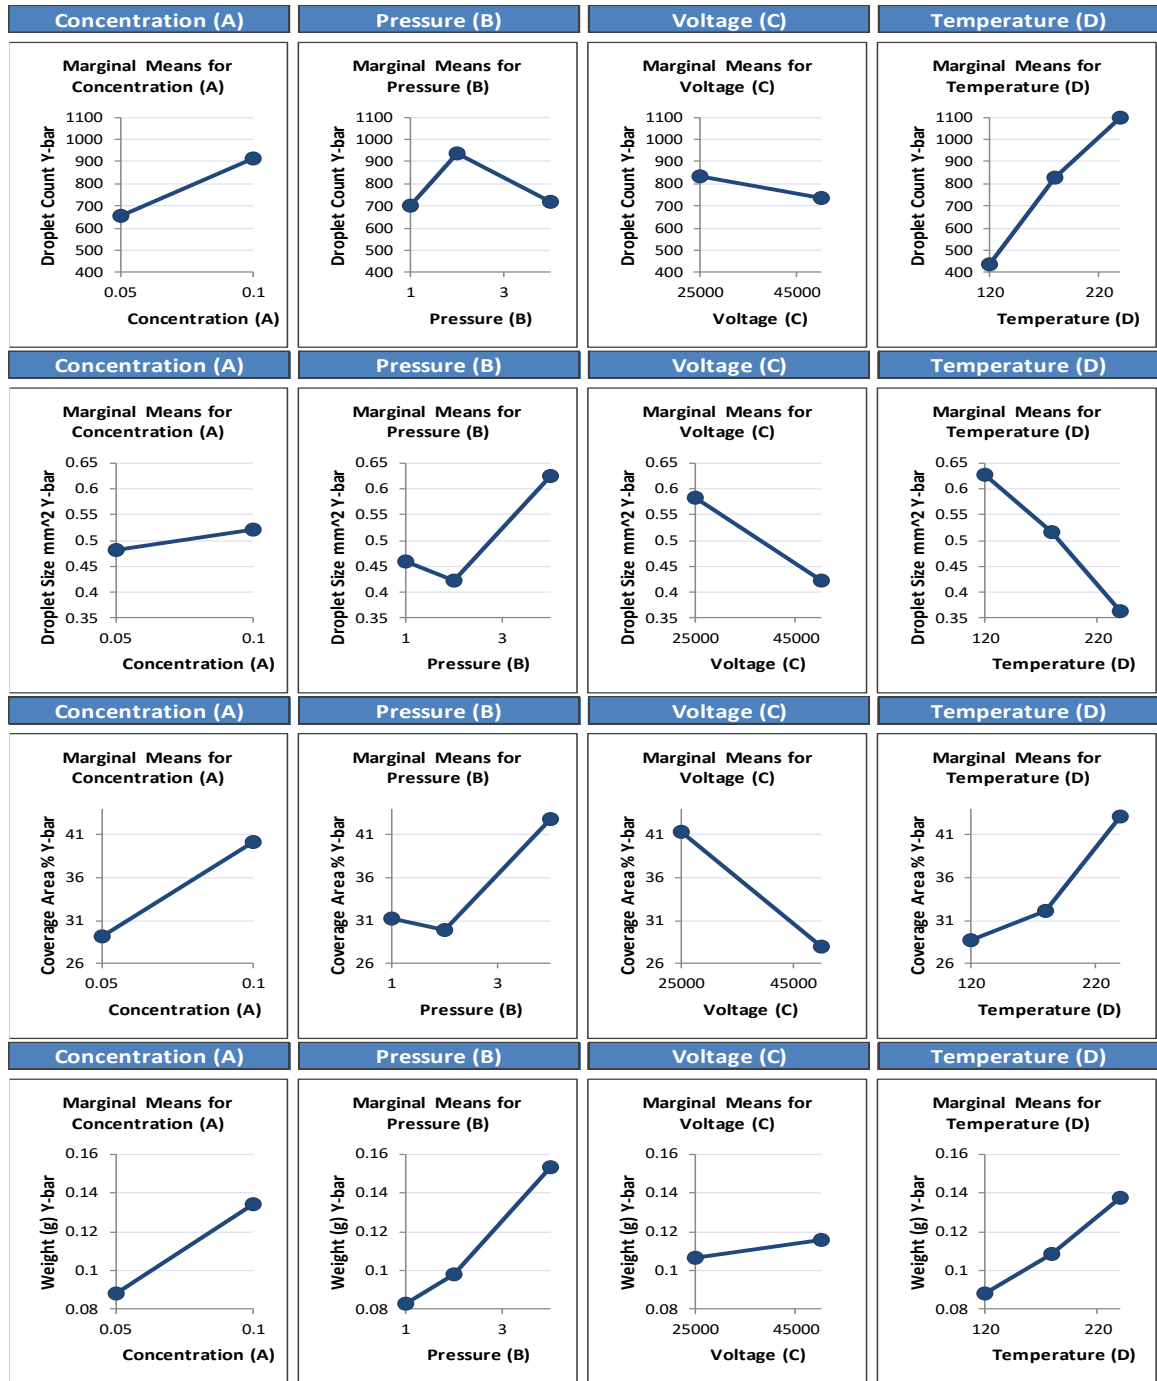 Concentration (A)
Pressure (B)
Voltage (C)
Temperature (D)
Marginal Means for
Concentration (A)
Droplet Count Y-bar
1100
1000
900
800
700
600
500
400
0.05
0.1
Concentration (A)
Marginal Means for
Pressure (B)
Droplet Count Y-bar
1100
1000
900
800
700
600
500
400
1
3
Pressure (B)
Marginal Means for
Voltage (C)
Droplet Count Y-bar
1100
1000
900
800
700
600
500
400
25000
45000
Voltage (C)
Marginal Means for
Temperature (D)
Droplet Count Y-bar
1100
1000
900
800
700
600
500
400
120
220
Temperature (D)
Concentration (A)
Pressure (B)
Voltage (C)
Temperature (D)
Marginal Means for
Concentration (A)
Droplet Size mm^2 Y-bar
0.65
0.6
0.55
0.5
0.45
0.4
0.35
0.05
0.1
Concentration (A)
Marginal Means for
Pressure (B)
Droplet Size mm^2 Y-bar
0.65
0.6
0.55
0.5
0.45
0.4
0.35
1
3
Pressure (B)
Marginal Means for
Voltage (C)
Droplet Size mm^2 Y-bar
0.65
0.6
0.55
0.5
0.45
0.4
0.35
25000
45000
Voltage (C)
Marginal Means for
Temperature (D)
Droplet Size mm^2 Y-bar
0.65
0.6
0.55
0.5
0.45
0.4
0.35
120
220
Temperature (D)
Concentration (A)
Pressure (B)
Voltage (C)
Temperature (D)
Marginal Means for
Concentration (A)
Coverage Area % Y-bar
41
36
31
26
0.05
0.1
Concentration (A)
Marginal Means for
Pressure (B)
Coverage Area % Y-bar
41
36
31
26
1
3
Pressure (B)
Marginal Means for
Voltage (C)
Coverage Area % Y-bar
41
36
31
26
25000
45000
Voltage (C)
Marginal Means for
Temperature (D)
Coverage Area % Y-bar
41
36
31
26
120
220
Temperature (D)
Concentration (A)
Pressure (B)
Voltage (C)
Temperature (D)
Marginal Means for
Concentration (A)
Weight (g) Y-bar
0.16
0.14
0.12
0.1
0.08
0.05
0.1
Concentration (A)
Marginal Means for
Pressure (B)
Weight (g) Y-bar
0.16
0.14
0.12
0.1
0.08
1
3
Pressure (B)
Marginal Means for
Voltage (C)
Weight (g) Y-bar
0.16
0.14
0.12
0.1
0.08
25000
45000
Voltage (C)
Marginal Means for
Temperature (D)
Weight (g) Y-bar
0.16
0.14
0.12
0.1
0.08
120
220
Temperature (D)